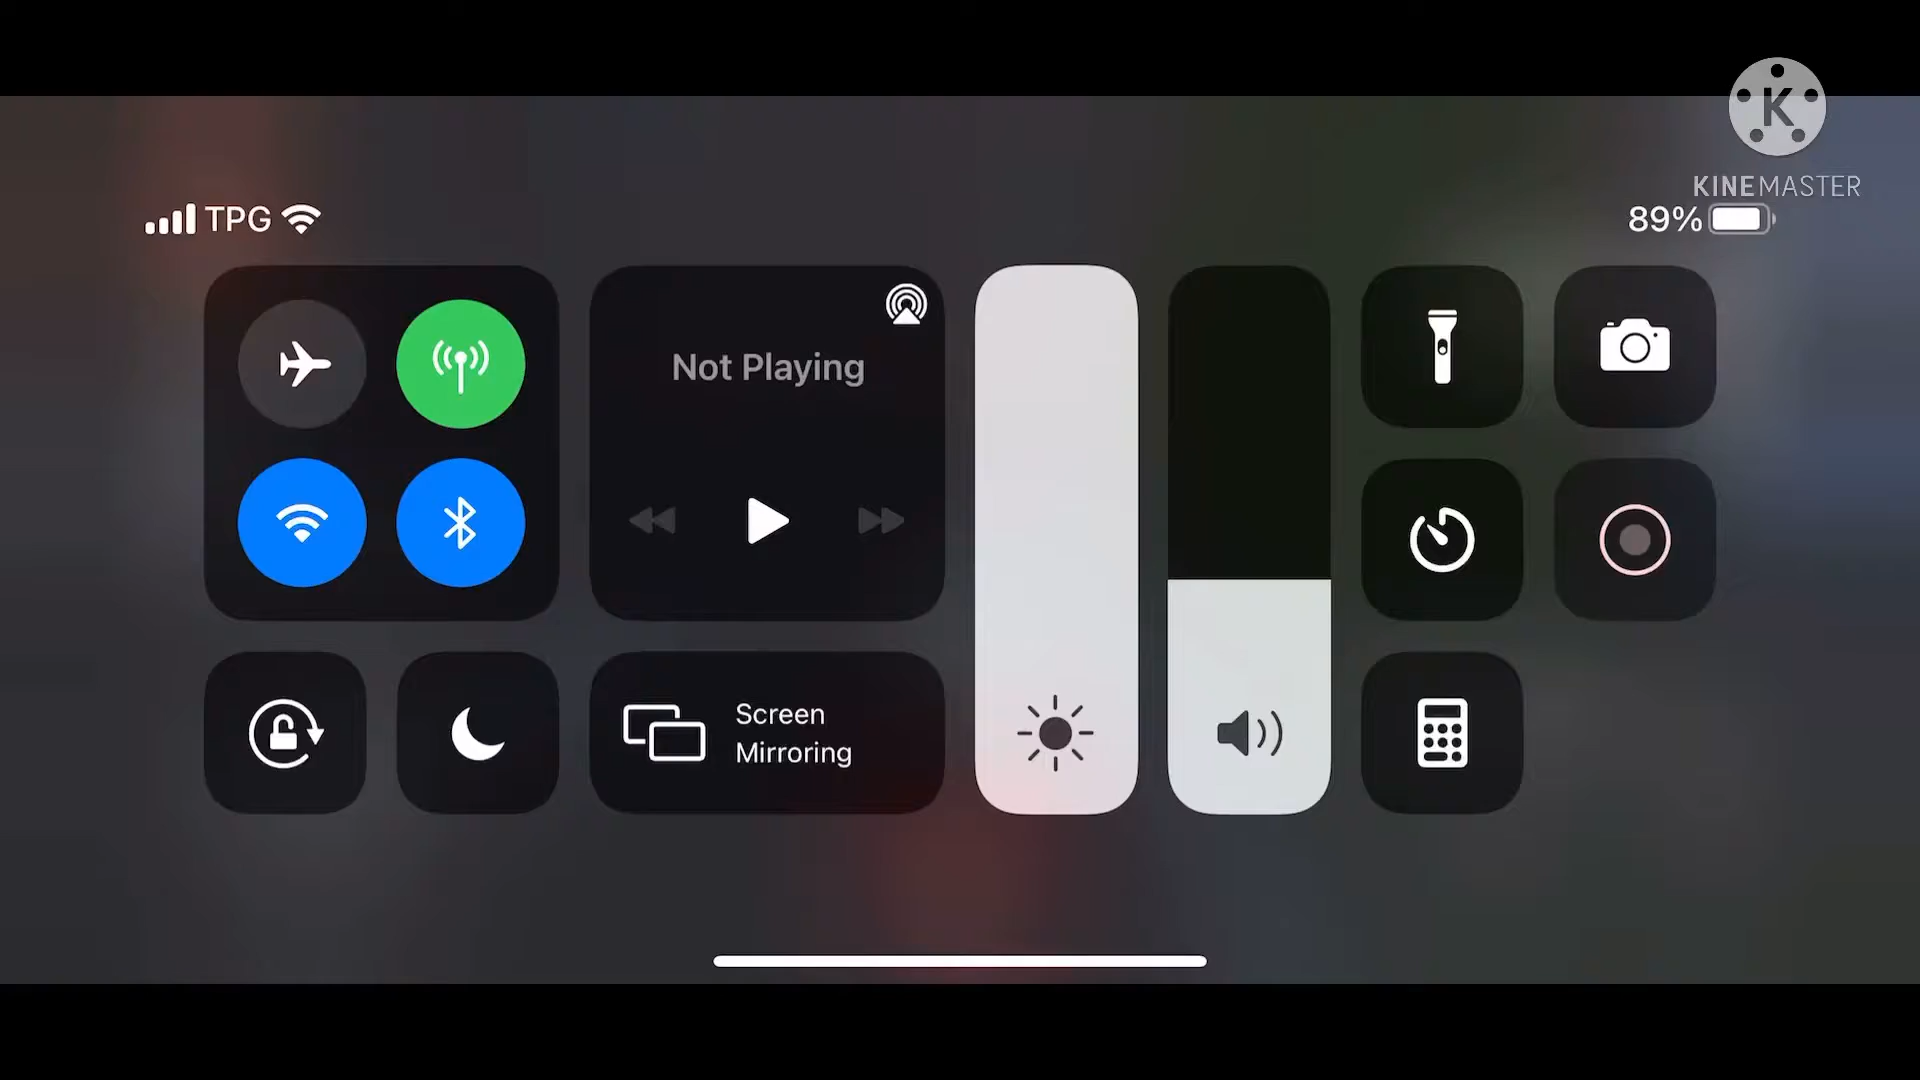 K
KINEMASTER
TPG
89%
Not Playing
Screen
Mirroring